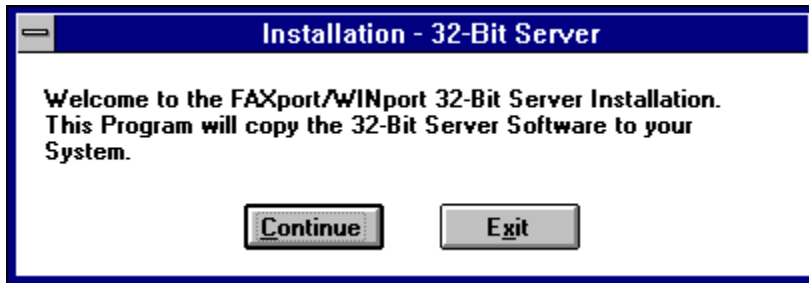 Installation - 32-Bit Server
Welcome to the FAXport/WINport 32-Bit Server Installation.
This Program will copy the 32-Bit Server Software to your
System.
Continue
Exit